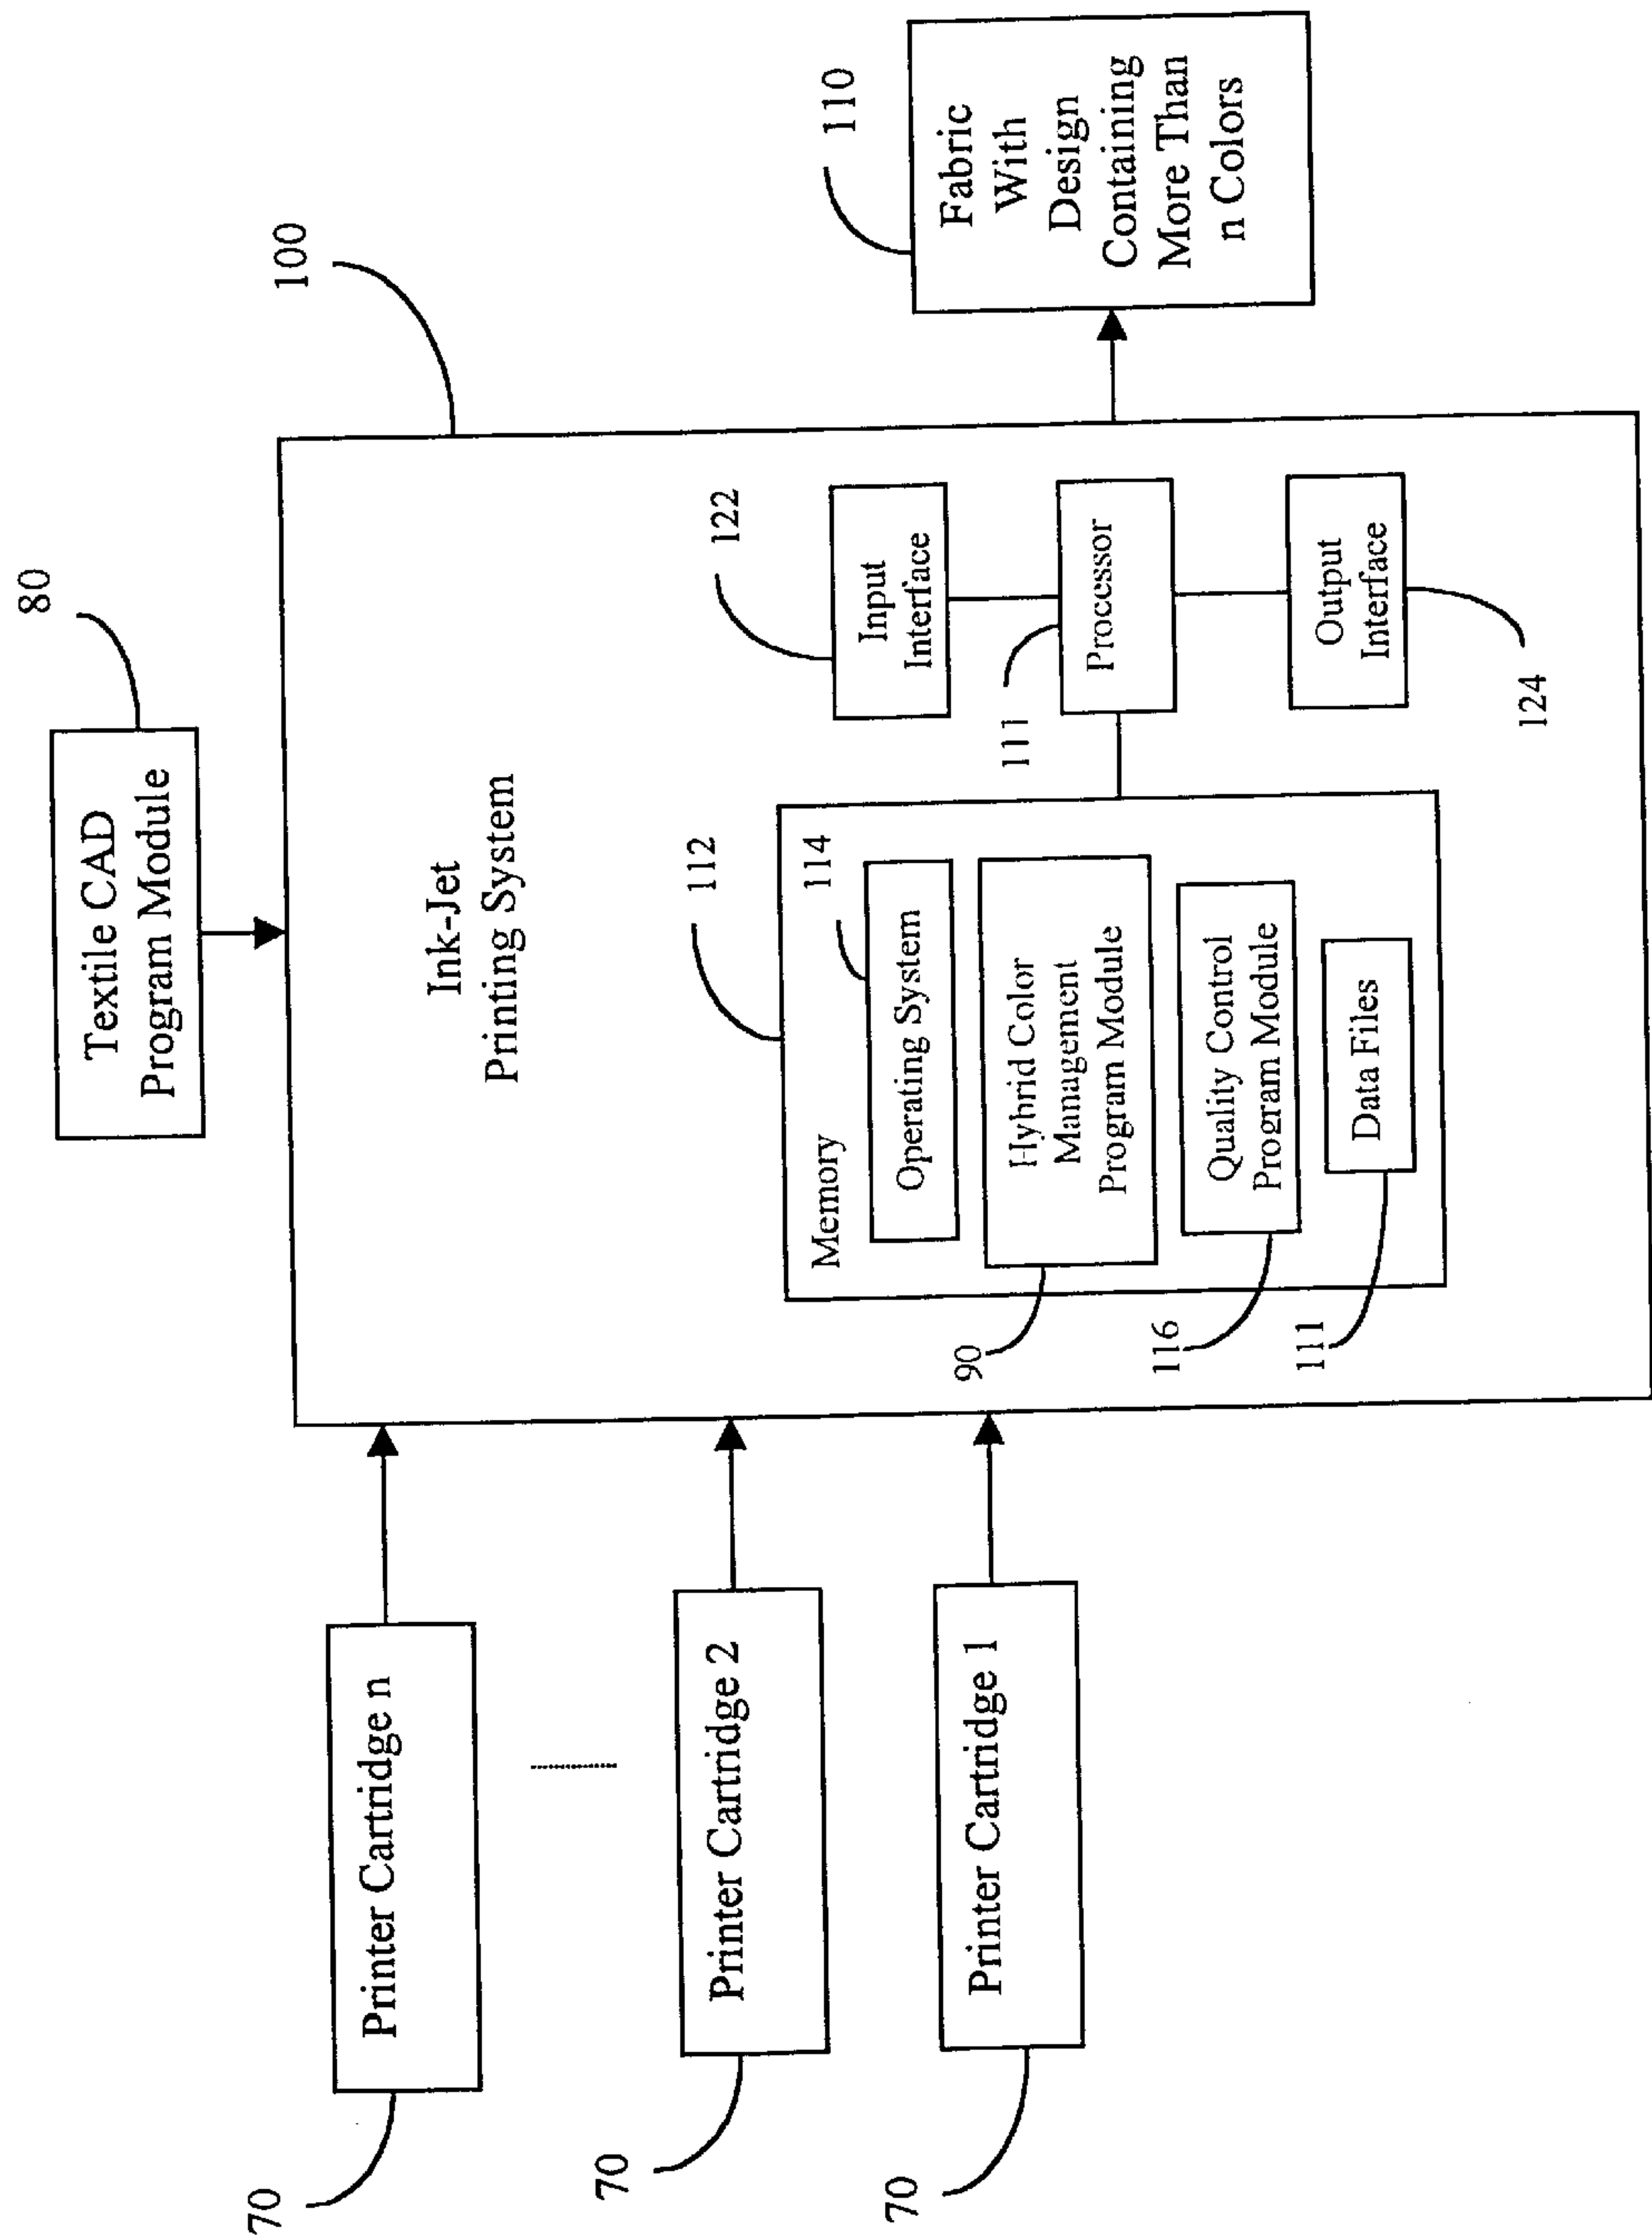 80
Textile CAD
Program Module
100
Ink-Jet
Printing System
70
Printer Cartridge n
70
Printer Cartridge 2
70
Printer Cartridge 1
112
Memory
114
Operating System
90
Hybrid Color
Management
Program Module
116
Quality Control
Program Module
111
Data Files
122
Input
Interface
111
Processor
Output
Interface
124
110
Fabric
With
Design
Containing
More Than
n Colors